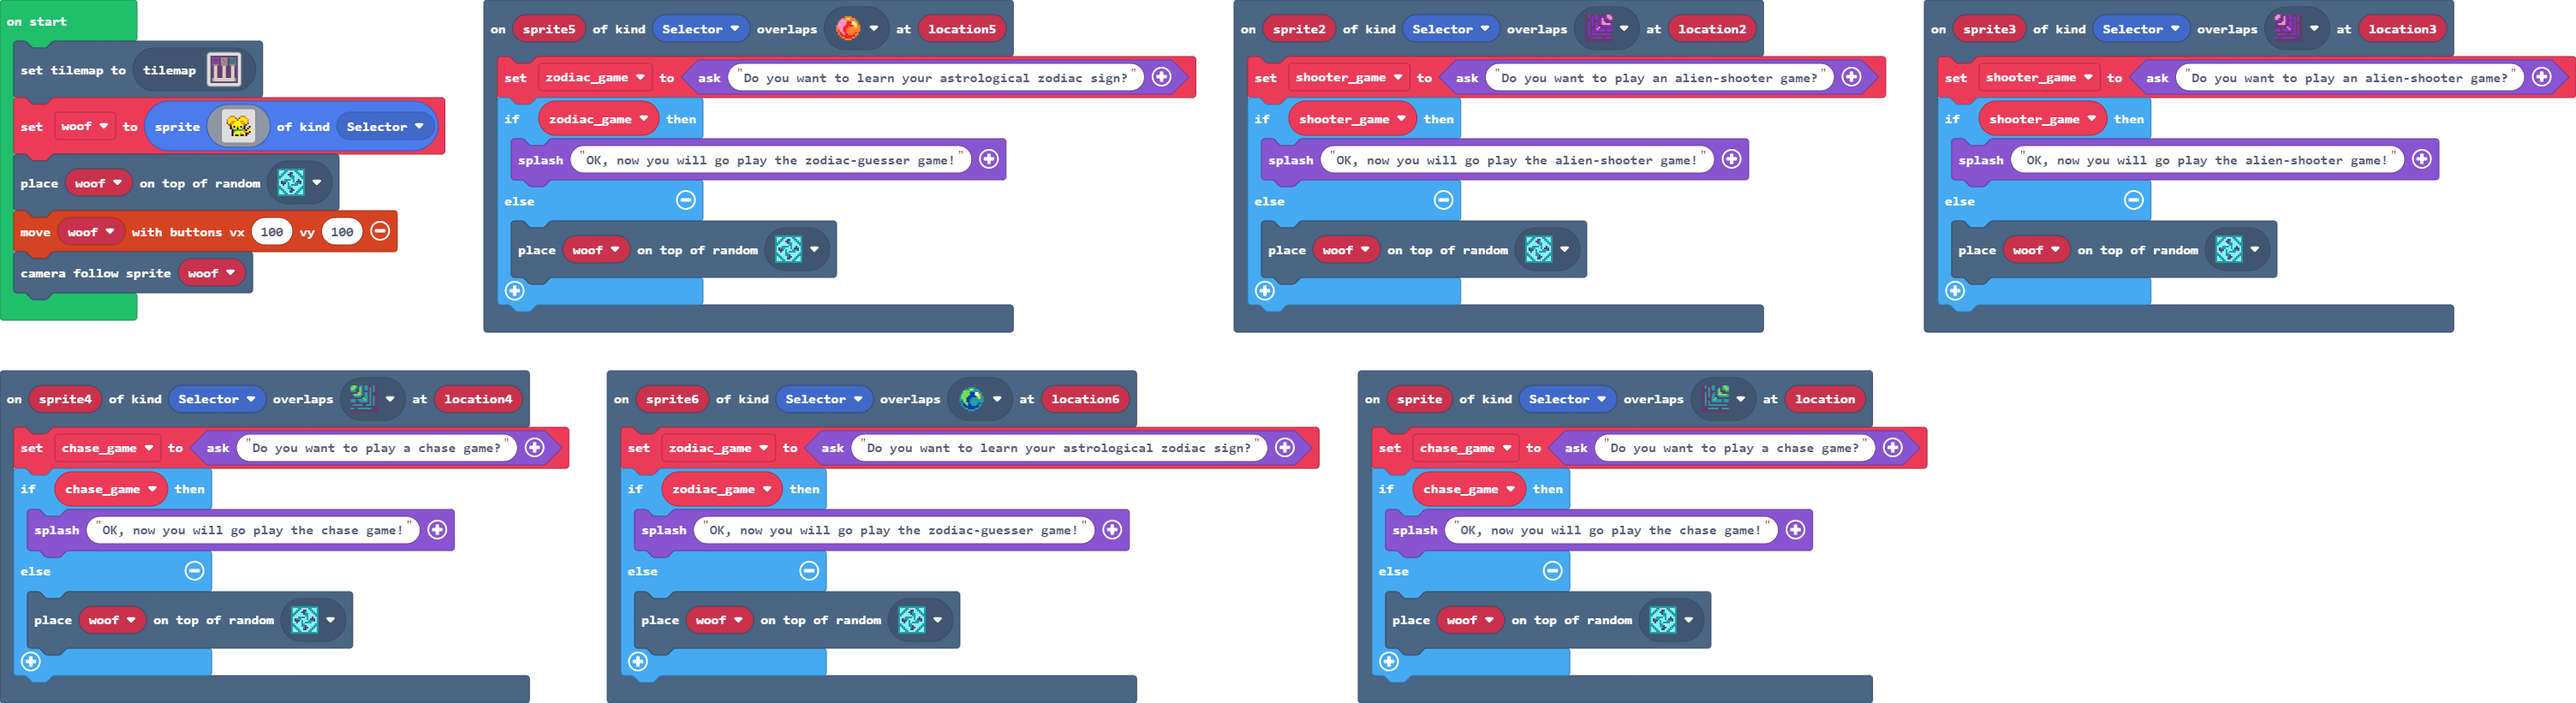 on start
set tilemap to tilemap
set woof to sprite of kind Selector
place woof on top of random
move woof with buttons vx 100 vy 100
camera follow sprite woof
on sprite5 of kind Selector overlaps at location5
set zodiac_game to ask "Do you want to learn your astrological zodiac sign?"
if zodiac_game then
splash "OK, now you will go play the zodiac-guesser game!"
else
place woof on top of random
on sprite2 of kind Selector overlaps at location2
set shooter_game to ask "Do you want to play an alien-shooter game?"
if shooter_game then
splash "OK, now you will go play the alien-shooter game!"
else
place woof on top of random
on sprite3 of kind Selector overlaps at location3
set shooter_game to ask "Do you want to play an alien-shooter game?"
if shooter_game then
splash "OK, now you will go play the alien-shooter game!"
else
place woof on top of random
on sprite4 of kind Selector overlaps at location4
set chase_game to ask "Do you want to play a chase game?"
if chase_game then
splash "OK, now you will go play the chase game!"
else
place woof on top of random
on sprite6 of kind Selector overlaps at location6
set zodiac_game to ask "Do you want to learn your astrological zodiac sign?"
if zodiac_game then
splash "OK, now you will go play the zodiac-guesser game!"
else
place woof on top of random
on sprite of kind Selector overlaps at location
set chase_game to ask "Do you want to play a chase game?"
if chase_game then
splash "OK, now you will go play the chase game!"
else
place woof on top of random